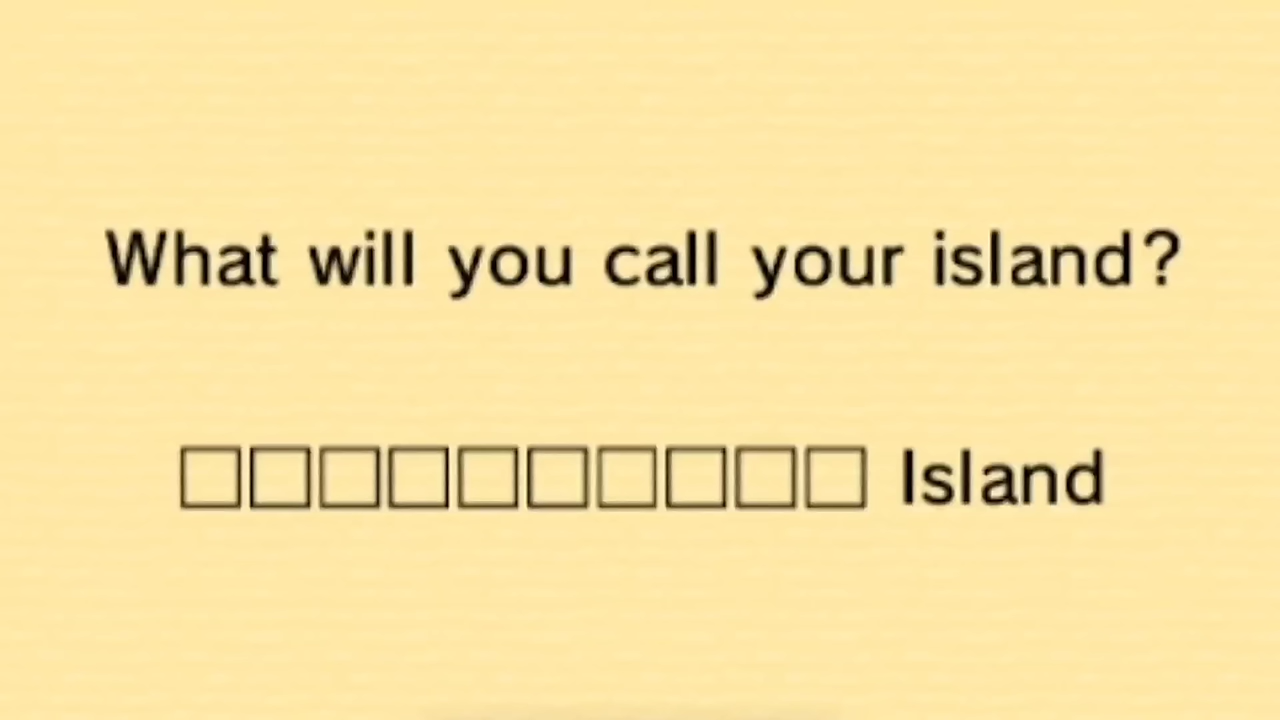 What will you call your island?
□□□□□□□□□□ Island